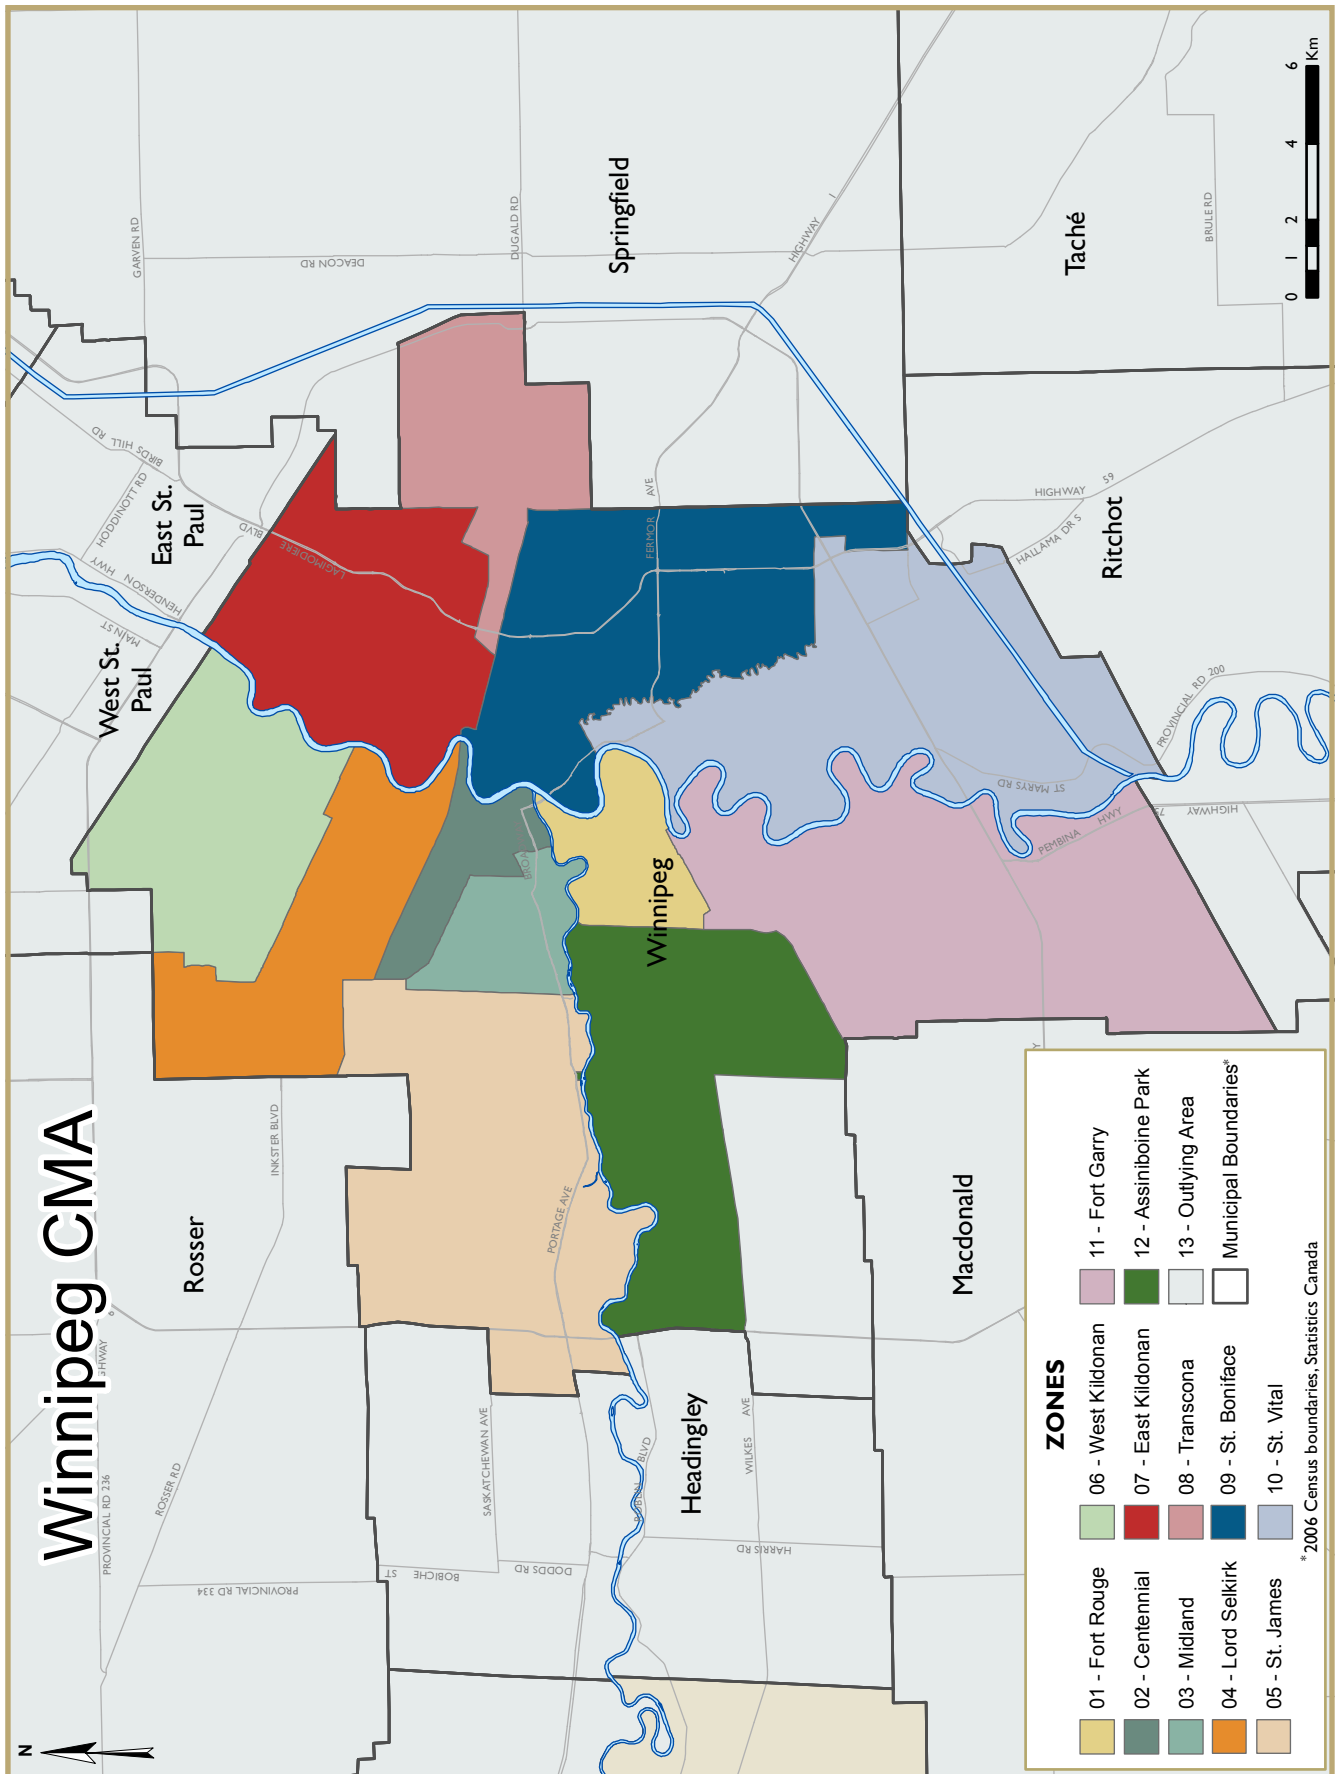 Winnipeg CMA
N
GARVEN RD
DEACON RD
DUGALD RD
Springfield
HIGHWAY 1
Taché
BRULE RD
BIRDS HILL RD
HODDINOTT RD
East St.
Paul
HENDERSON HWY
MAIN ST
West St.
Paul
LAGIMODIERE BLVD
FERMOR AVE
HIGHWAY 59
HALLAMA DR S
Ritchot
PROVINCIAL RD 200
ST MARYS RD
PEMBINA HWY
HIGHWAY 75
Winnipeg
BROA
Rosser
INKSTER BLVD
PORTAGE AVE
Macdonald
Headingley
PROVINCIAL RD 236
ROSSER RD
SASKATCHEWAN AVE
WILKES AVE
BLVD
HARRIS RD
DODDS RD
BOBICHE ST
PROVINCIAL RD 334
0 1 2 4 6
Km
ZONES
01 - Fort Rouge
02 - Centennial
03 - Midland
04 - Lord Selkirk
05 - St. James
06 - West Kildonan
07 - East Kildonan
08 - Transcona
09 - St. Boniface
10 - St. Vital
11 - Fort Garry
12 - Assiniboine Park
13 - Outlying Area
Municipal Boundaries*
*2006 Census boundaries, Statistics Canada